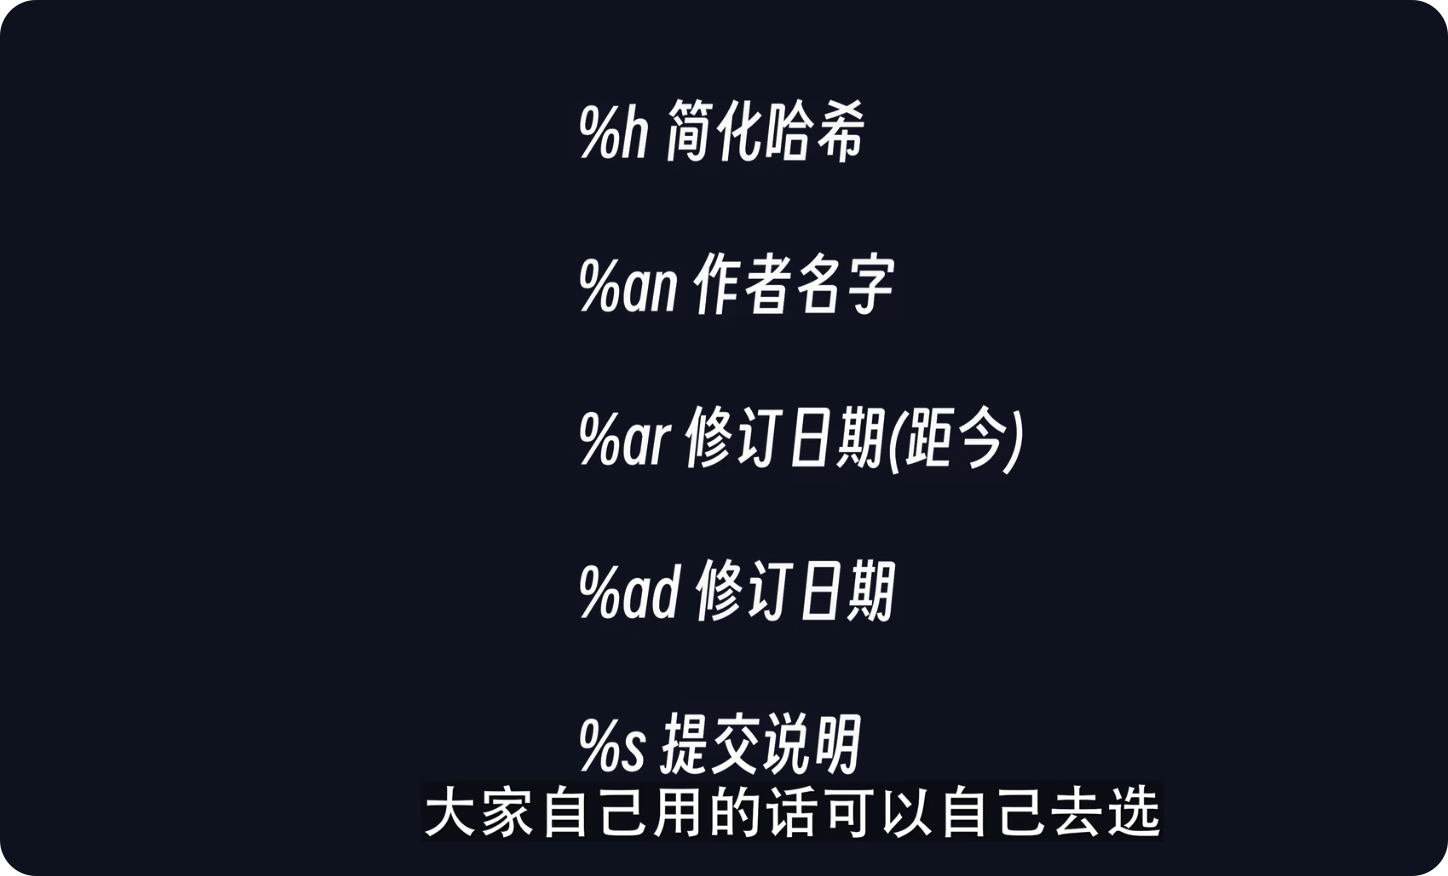 %h 简化哈希
%an 作者名字
%ar 修订日期(距今)
%ad 修订日期
%s 提交说明
大家自己用的话可以自己去选